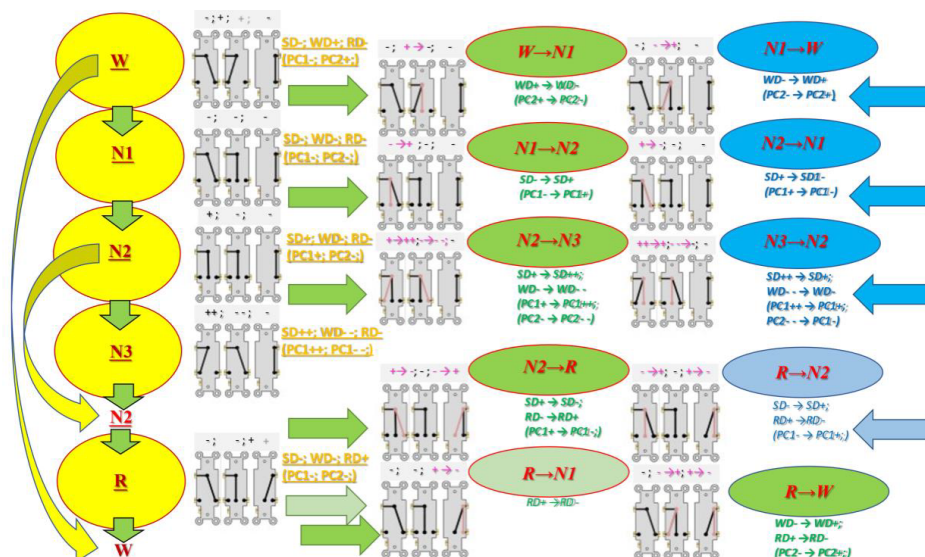 - ; + ; + ; -
SD-; WD+; RD-
(PC1-; PC2+;)
W
- ; + → - ; -
W→N1
WD+ → WD-
(PC2+ → PC2-)
- ; - → + ; -
N1→W
WD- → WD+
(PC2- → PC2+)
- ; - ; -
SD-; WD-; RD-
(PC1-; PC2-;)
N1
- → + ; - ; -
N1→N2
SD- → SD+
(PC1- → PC1+)
+ → - ; - ; -
N2→N1
SD+ → SD1-
(PC1+ → PC1-)
+ ; - ; -
SD+; WD-; RD-
(PC1+; PC2-;)
N2
+→++; -→--; -
N2→N3
SD+ → SD++;
WD- → WD- -
(PC1+ → PC1++;
PC2- → PC2- -)
++→+; --→-; -
N3→N2
SD++ → SD+;
WD- - → WD-
(PC1++ → PC1+;
PC2- - → PC1-)
++; - -; -
SD++; WD- -; RD-
(PC1++; PC1- -;)
N3
+→-; -; -→+
N2→R
SD+ → SD-;
RD- → RD+
(PC1+ → PC1-;)
-→+; -; +→-
R→N2
SD- → SD+;
RD+ → RD-
(PC1- → PC1+;)
N2
- ; - ; + +
SD-; WD-; RD+
(PC1-; PC2-;)
R
-; -; +→-
R→N1
RD+ → RD-
-; -→+; +→-
R→W
WD- → WD+;
RD+ → RD-
(PC2- → PC2+;)
W